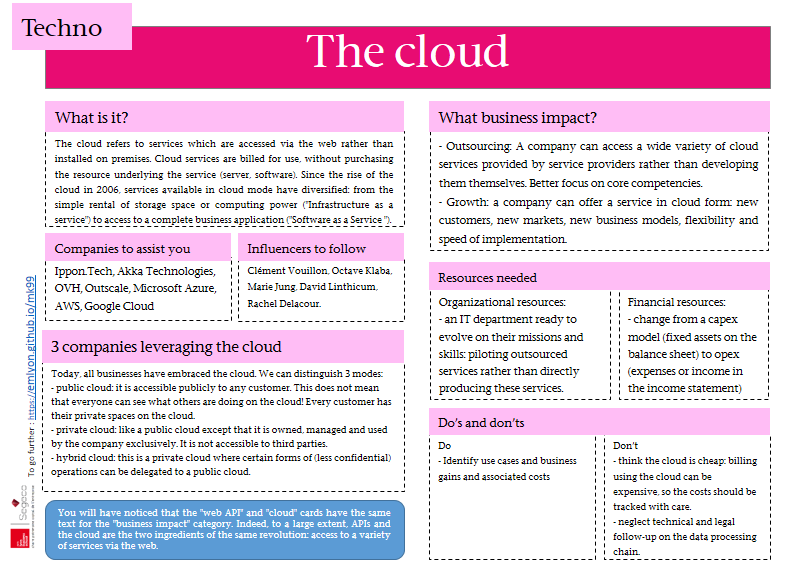 Techno
The cloud
What is it?
The cloud refers to services which are accessed via the web rather than
installed on premises. Cloud services are billed for use, without purchasing
the resource underlying the service (server, software). Since the rise of the
cloud in 2006, services available in cloud mode have diversified: from the
simple rental of storage space or computing power ("Infrastructure as a
service") to access to a complete business application ("Software as a Service ").
Companies to assist you
Ippon.Tech, Akka Technologies,
OVH, Outscale, Microsoft Azure,
AWS, Google Cloud
Influencers to follow
Clément Vouillon, Octave Klaba,
Marie Jung, David Linthicum,
Rachel Delacour.
3 companies leveraging the cloud
Today, all businesses have embraced the cloud. We can distinguish 3 modes:
- public cloud: it is accessible publicly to any customer. This does not mean
that everyone can see what others are doing on the cloud! Every customer has
their private spaces on the cloud.
- private cloud: like a public cloud except that it is owned, managed and used
by the company exclusively. It is not accessible to third parties.
- hybrid cloud: this is a private cloud where certain forms of (less confidential)
operations can be delegated to a public cloud.
You will have noticed that the "web API" and "cloud" cards have the same
text for the "business impact" category. Indeed, to a large extent, APIs and
the cloud are the two ingredients of the same revolution: access to a variety
of services via the web.
What business impact?
- Outsourcing: A company can access a wide variety of cloud
services provided by service providers rather than developing
them themselves. Better focus on core competencies.
- Growth: a company can offer a service in cloud form: new
customers, new markets, new business models, flexibility and
speed of implementation.
Resources needed
Organizational resources:
- an IT department ready to
evolve on their missions and
skills: piloting outsourced
services rather than directly
producing these services.
Financial resources:
- change from a capex
model (fixed assets on the
balance sheet) to opex
(expenses or income in
the income statement)
Do's and don'ts
Do
- Identify use cases and business
gains and associated costs
Don't
- think the cloud is cheap: billing
using the cloud can be
expensive, so the costs should be
tracked with care.
- neglect technical and legal
follow-up on the data processing
chain.
To go further : https://emlyon.github.io/mk99
Segeco